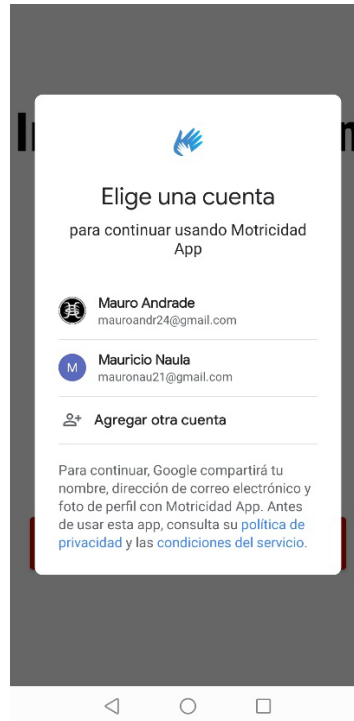 Elige una cuenta
para continuar usando Motricidad
App
Mauro Andrade
mauroandr24@gmail.com
M
Mauricio Naula
mauronau21@gmail.com
Agregar otra cuenta
Para continuar, Google compartirá tu
nombre, dirección de correo electrónico y
foto de perfil con Motricidad App. Antes
de usar esta app, consulta su política de
privacidad y las condiciones del servicio.